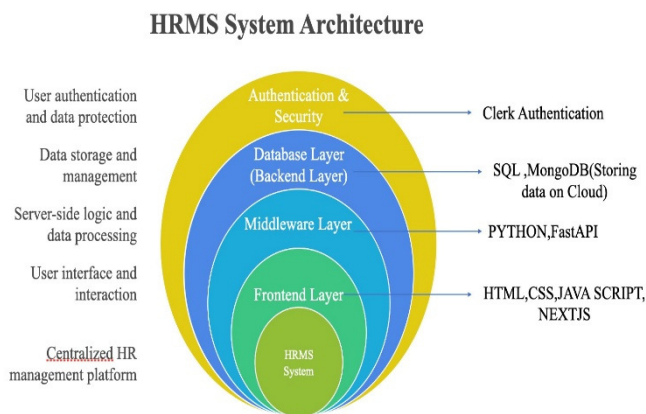 HRMS System Architecture
User authentication
and data protection
Authentication &
Security
Clerk Authentication
Data storage and
management
Database Layer
(Backend Layer)
SQL ,MongoDB(Storing
data on Cloud)
Server-side logic and
data processing
Middleware Layer
PYTHON,FastAPI
User interface and
interaction
Frontend Layer
HTML,CSS,JAVA SCRIPT,
NEXTJS
Centralized HR
management platform
HRMS
System